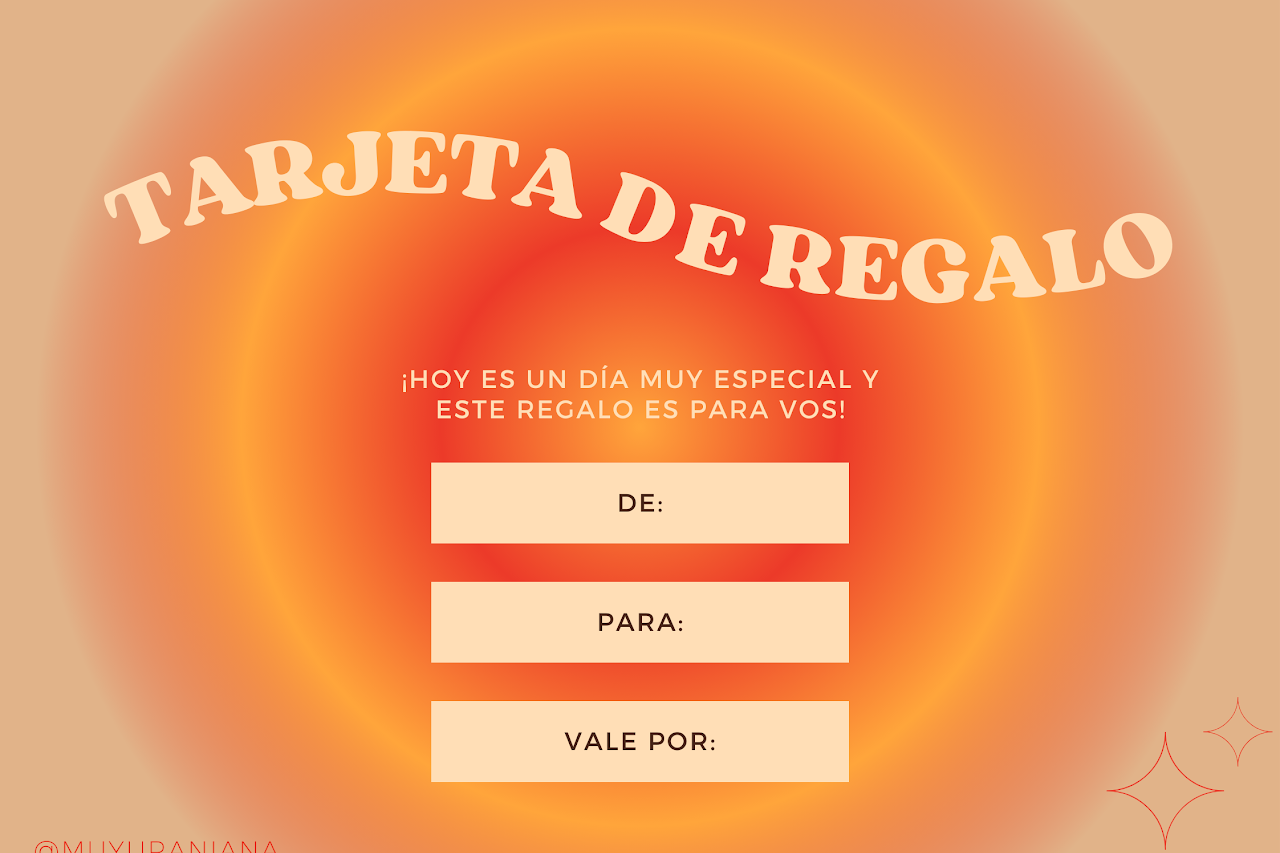 TARJETA DE REGALO
¡HOY ES UN DÍA MUY ESPECIAL Y
ESTE REGALO ES PARA VOS!
DE:
PARA:
VALE POR:
@MUYURANIANA